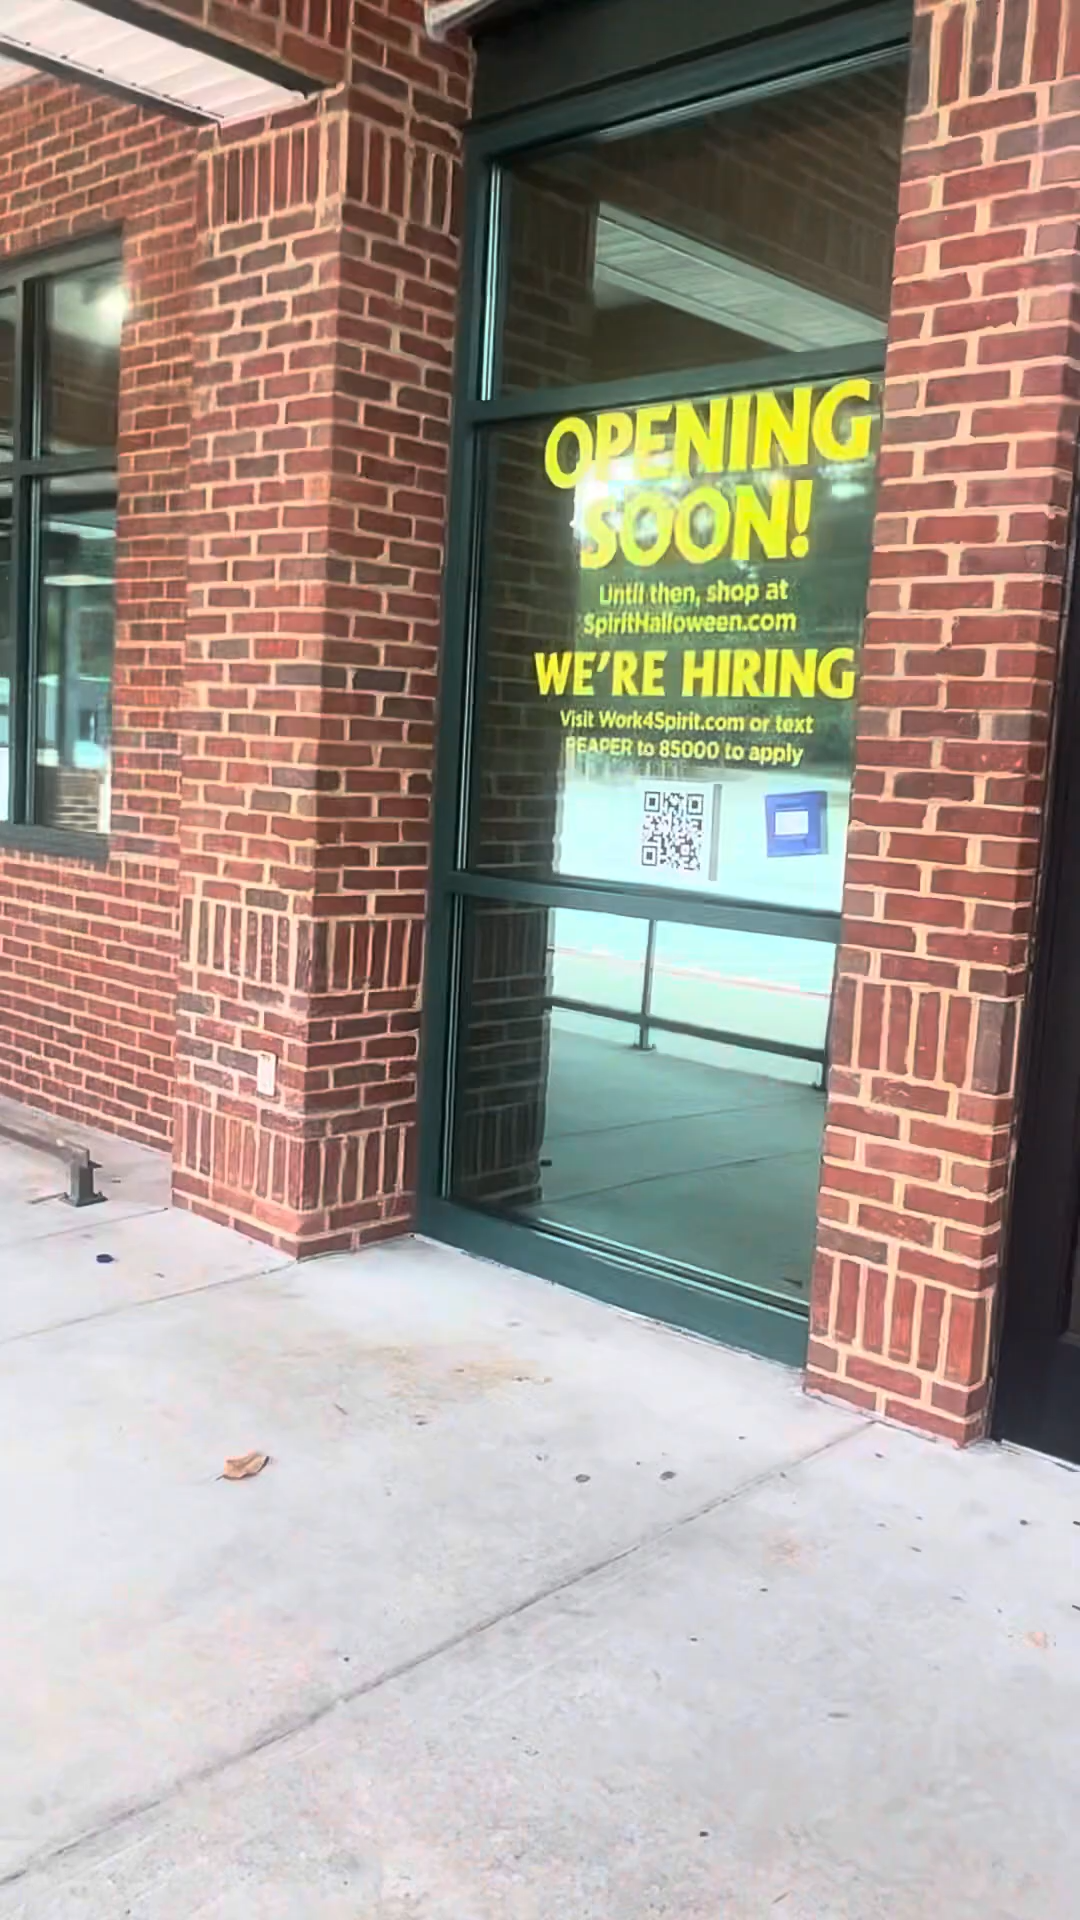 OPENING
SOON!
Until then, shop at
SpiritHalloween.com
WE'RE HIRING
Visit Work4Spirit.com or text
REAPER to 85000 to apply